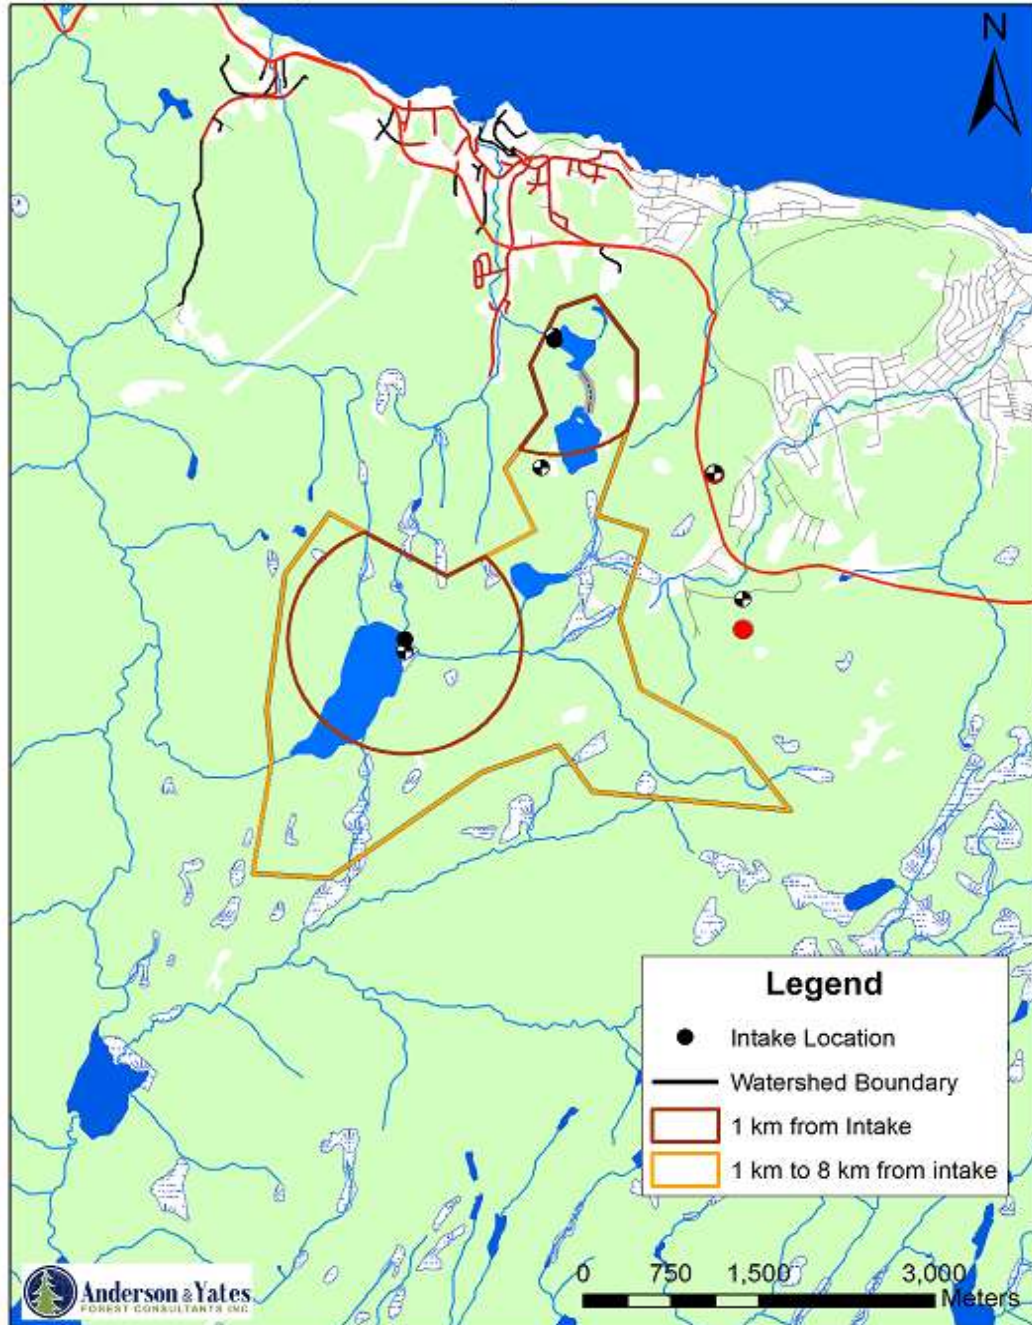 N
Legend
Intake Location
Watershed Boundary
1 km from Intake
1 km to 8 km from intake
0 750 1,500 3,000
Meters
Anderson & Yates
FOREST CONSULTANTS INC